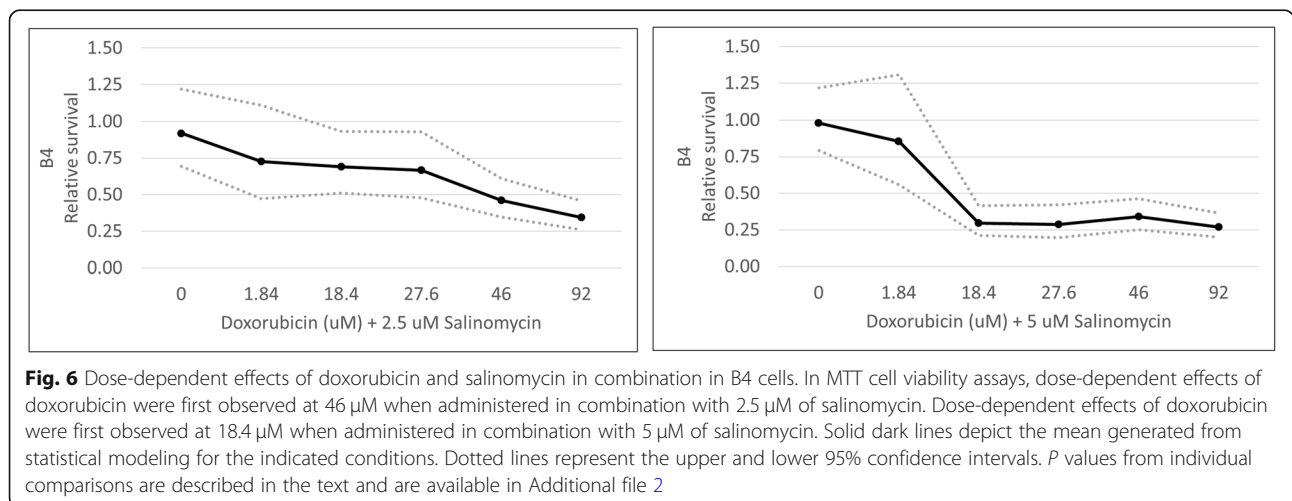 1.50
1.25
1.00
0.75
0.50
0.25
0.00
B4
Relative survival
0 1.84 18.4 27.6 46 92
Doxorubicin (uM) + 2.5 uM Salinomycin
1.50
1.25
1.00
0.75
0.50
0.25
0.00
B4
Relative survival
0 1.84 18.4 27.6 46 92
Doxorubicin (uM) + 5 uM Salinomycin
Fig. 6 Dose-dependent effects of doxorubicin and salinomycin in combination in B4 cells. In MTT cell viability assays, dose-dependent effects of
doxorubicin were first observed at 46 μM when administered in combination with 2.5 μM of salinomycin. Dose-dependent effects of doxorubicin
were first observed at 18.4 μM when administered in combination with 5 μM of salinomycin. Solid dark lines depict the mean generated from
statistical modeling for the indicated conditions. Dotted lines represent the upper and lower 95% confidence intervals. P values from individual
comparisons are described in the text and are available in Additional file 2